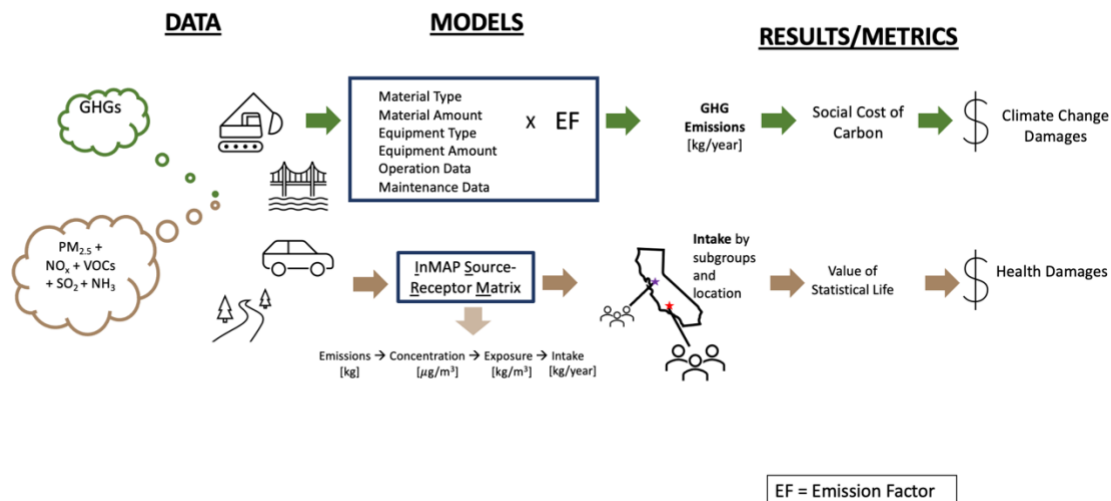 DATA
MODELS
RESULTS/METRICS
GHGs
Material Type
Material Amount
Equipment Type
Equipment Amount
Operation Data
Maintenance Data
x EF
GHG
Emissions
[kg/year]
Social Cost of
Carbon
$
Climate Change
Damages
PM₂.₅ +
NOₓ + VOCs
+ SO₂ + NH₃
InMAP Source-
Receptor Matrix
Intake by
subgroups
and
location
Value of
Statistical Life
$
Health Damages
Emissions → Concentration → Exposure → Intake
[kg] [μg/m³] [kg/m³] [kg/year]
EF = Emission Factor